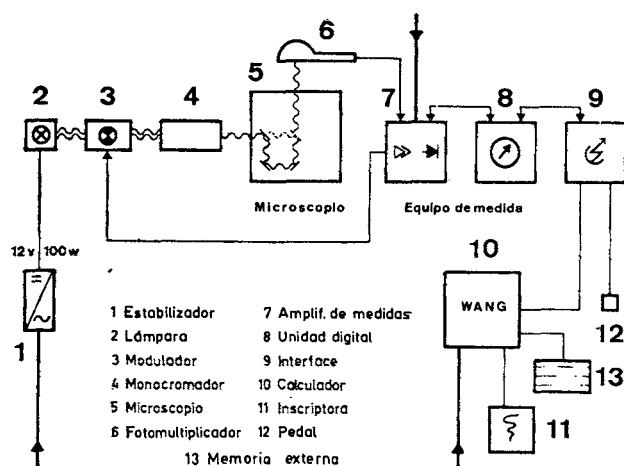 6
5
2 3 4 7 8 9
Microscopio Equipo de medida
12v 100w
10
WANG
1
12
13
11
1 Estabilizador
2 Lámpara
3 Modulador
4 Monocromador
5 Microscopio
6 Fotomultiplicador
7 Amplif. de medidas
8 Unidad digital
9 Interface
10 Calculador
11 Inscriptora
12 Pedal
13 Memoria externa